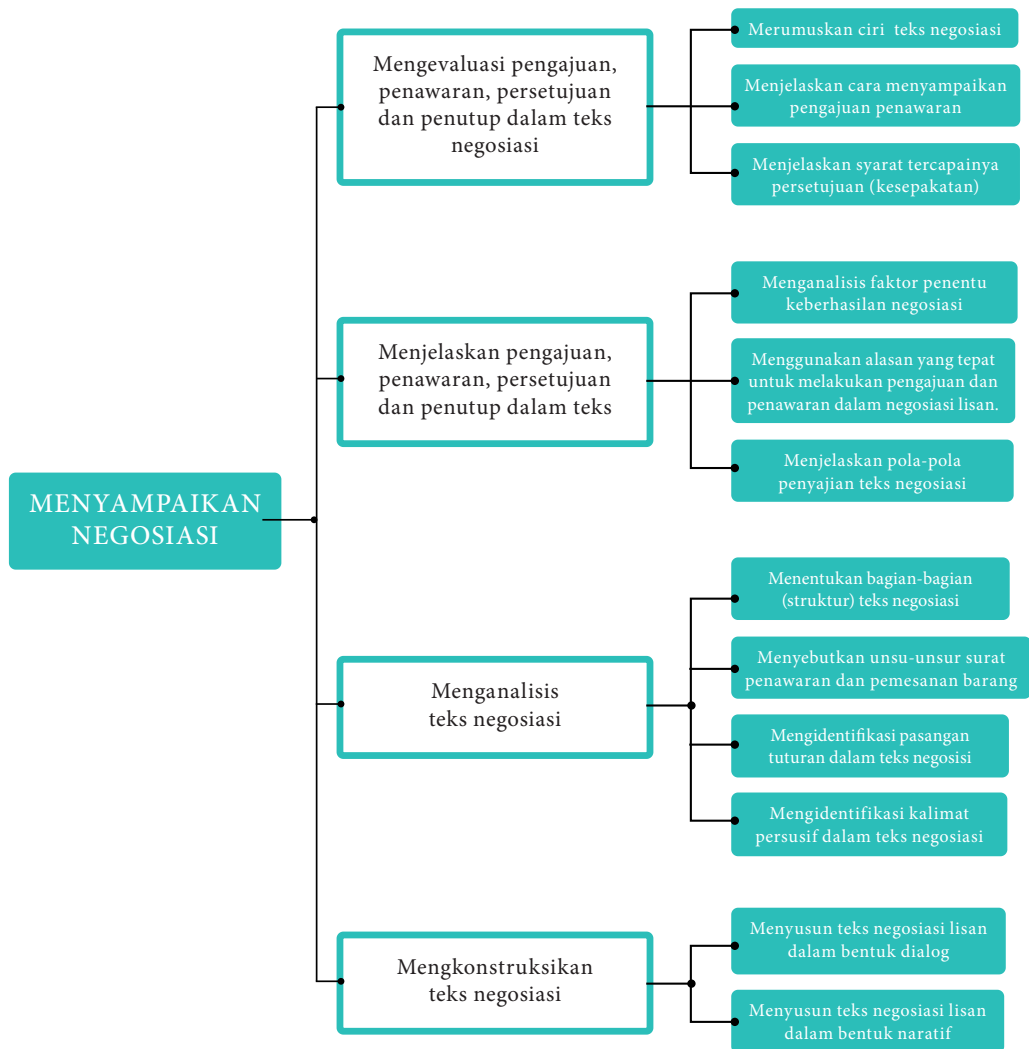 MENYAMPAIKAN
NEGOSIASI
Mengevaluasi pengajuan,
penawaran, persetujuan
dan penutup dalam teks
negosiasi
Merumuskan ciri teks negosiasi
Menjelaskan cara menyampaikan
pengajuan penawaran
Menjelaskan syarat tercapainya
persetujuan (kesepakatan)
Menjelaskan pengajuan,
penawaran, persetujuan
dan penutup dalam teks
Menganalisis faktor penentu
keberhasilan negosiasi
Menggunakan alasan yang tepat
untuk melakukan pengajuan dan
penawaran dalam negosiasi lisan.
Menjelaskan pola-pola
penyajian teks negosiasi
Menganalisis
teks negosiasi
Menentukan bagian-bagian
(struktur) teks negosiasi
Menyebutkan unsu-unsur surat
penawaran dan pemesanan barang
Mengidentifikasi pasangan
tuturan dalam teks negosisi
Mengidentifikasi kalimat
persusif dalam teks negosiasi
Mengkonstruksikan
teks negosiasi
Menyusun teks negosiasi lisan
dalam bentuk dialog
Menyusun teks negosiasi lisan
dalam bentuk naratif